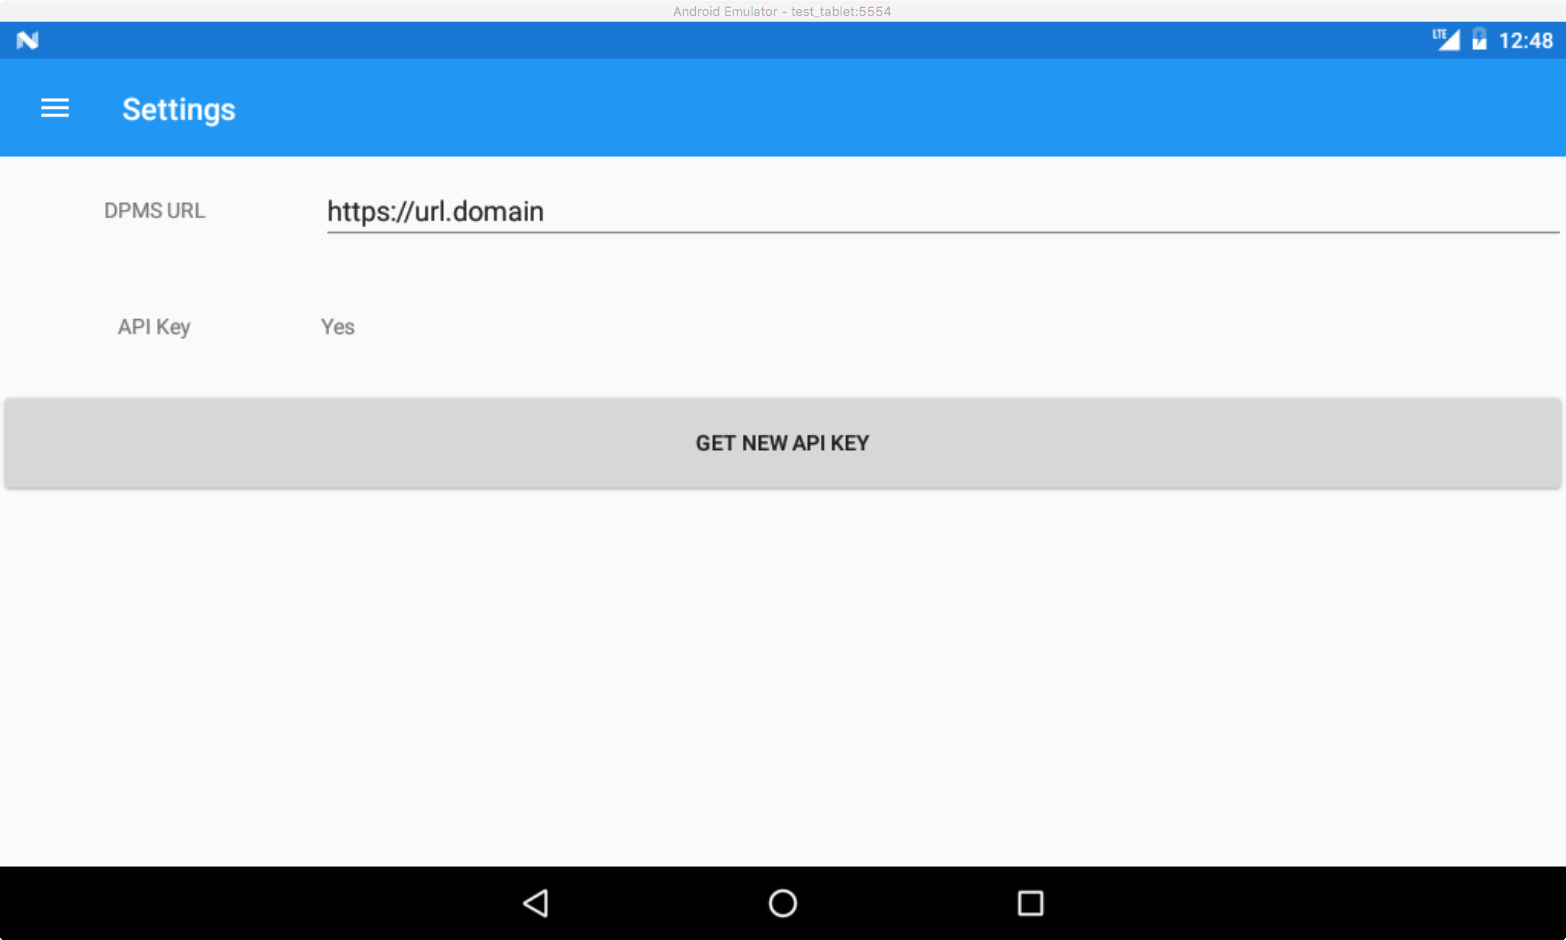 Android Emulator - test_tablet:5554
LTE 12:48
Settings
DPMS URL https://url.domain
API Key Yes
GET NEW API KEY